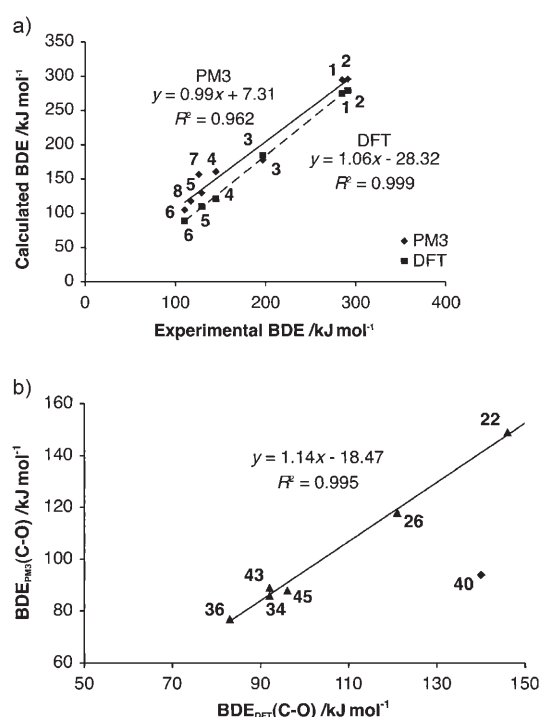 a)
Calculated BDE /kJ mol⁻¹
350
300
250
200
150
100
50
0
0
100
200
300
400
Experimental BDE /kJ mol⁻¹
PM3
y = 0.99x + 7.31
R² = 0.962
DFT
y = 1.06x - 28.32
R² = 0.999
1 2
1 2
3
3
7 4
8 5
6
4
5
6
PM3
DFT
b)
BDE_PM3(C-O) /kJ mol⁻¹
160
140
120
100
80
60
50
70
90
110
130
150
BDE_DFT(C-O) /kJ mol⁻¹
y = 1.14x - 18.47
R² = 0.995
22
26
40
43
45
36
34